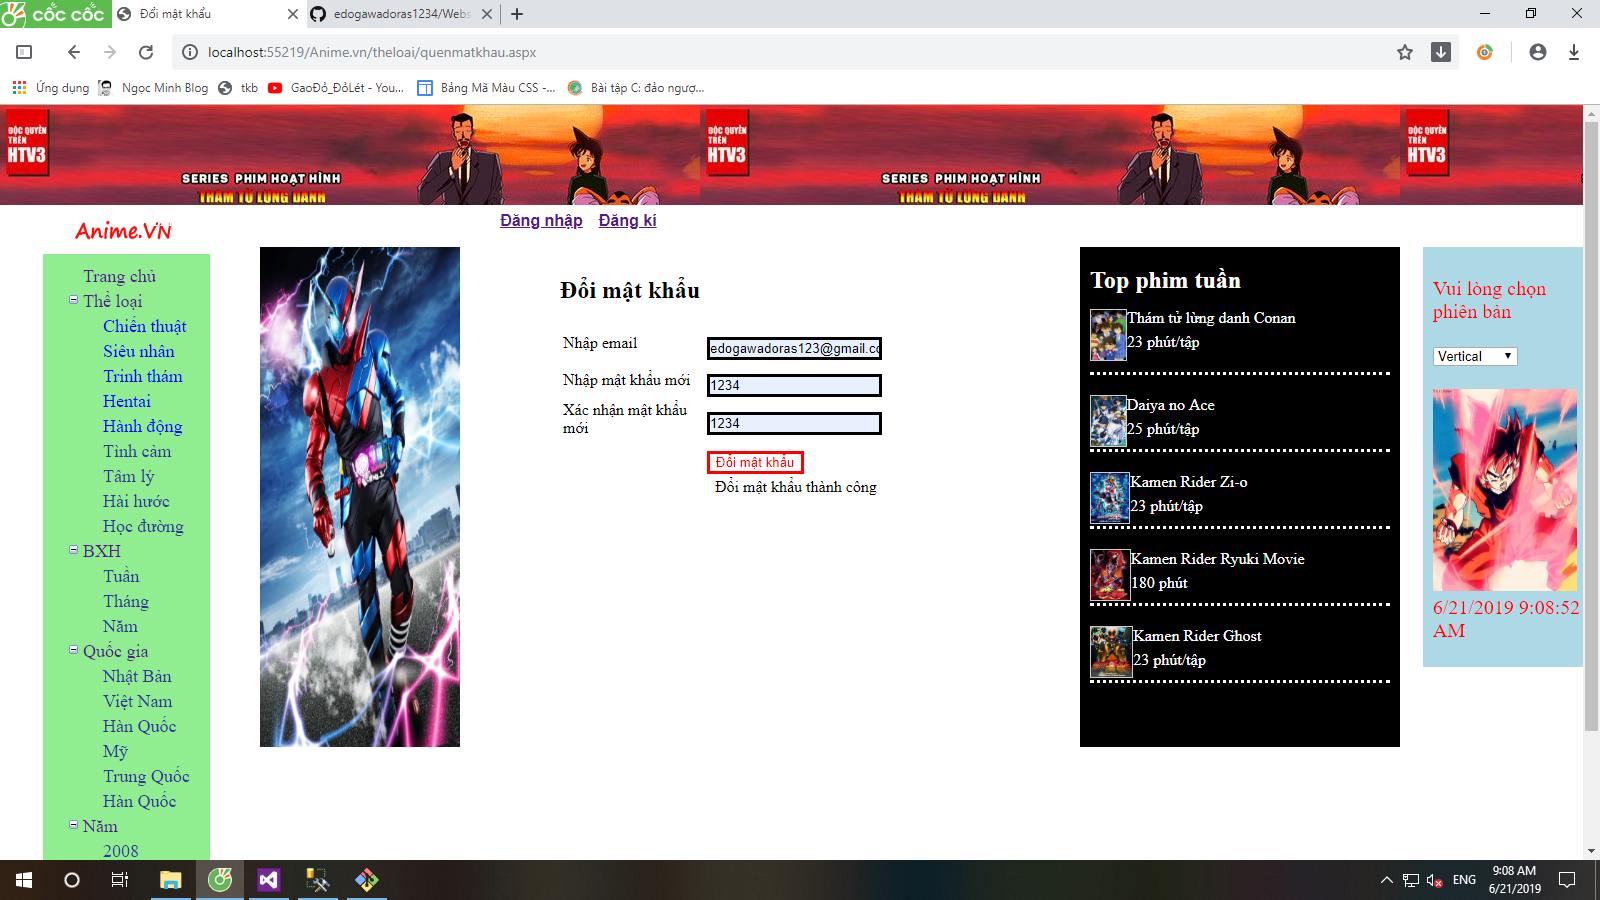 cốc cốc
Đổi mật khẩu
edogawadoras1234/Webs
localhost:55219/Anime.vn/theloai/quenmatkhau.aspx
Ứng dụng
Ngọc Minh Blog
tkb
GaoĐỏ_ĐỏLét - You...
Bảng Mã Màu CSS -...
Bài tập C: đảo ngượ...
ĐỘC QUYỀN
TRÊN
HTV3
SERIES PHIM HOẠT HÌNH
THÁM TỬ LỪNG DANH
ĐỘC QUYỀN
TRÊN
HTV3
SERIES PHIM HOẠT HÌNH
THÁM TỬ LỪNG DANH
ĐỘC QUYỀN
TRÊN
HTV3
Anime.VN
Đăng nhập
Đăng kí
Trang chủ
Thể loại
Chiến thuật
Siêu nhân
Trinh thám
Hentai
Hành động
Tình cảm
Tâm lý
Hài hước
Học đường
BXH
Tuần
Tháng
Năm
Quốc gia
Nhật Bản
Việt Nam
Hàn Quốc
Mỹ
Trung Quốc
Hàn Quốc
Năm
2008
Đổi mật khẩu
Nhập email
edogawadoras123@gmail.co
Nhập mật khẩu mới
1234
Xác nhận mật khẩu
mới
1234
Đổi mật khẩu
Đổi mật khẩu thành công
Top phim tuần
Thám tử lừng danh Conan
23 phút/tập
Daiya no Ace
25 phút/tập
Kamen Rider Zi-o
23 phút/tập
Kamen Rider Ryuki Movie
180 phút
Kamen Rider Ghost
23 phút/tập
Vui lòng chọn
phiên bản
Vertical
6/21/2019 9:08:52
AM
ENG
9:08 AM
6/21/2019